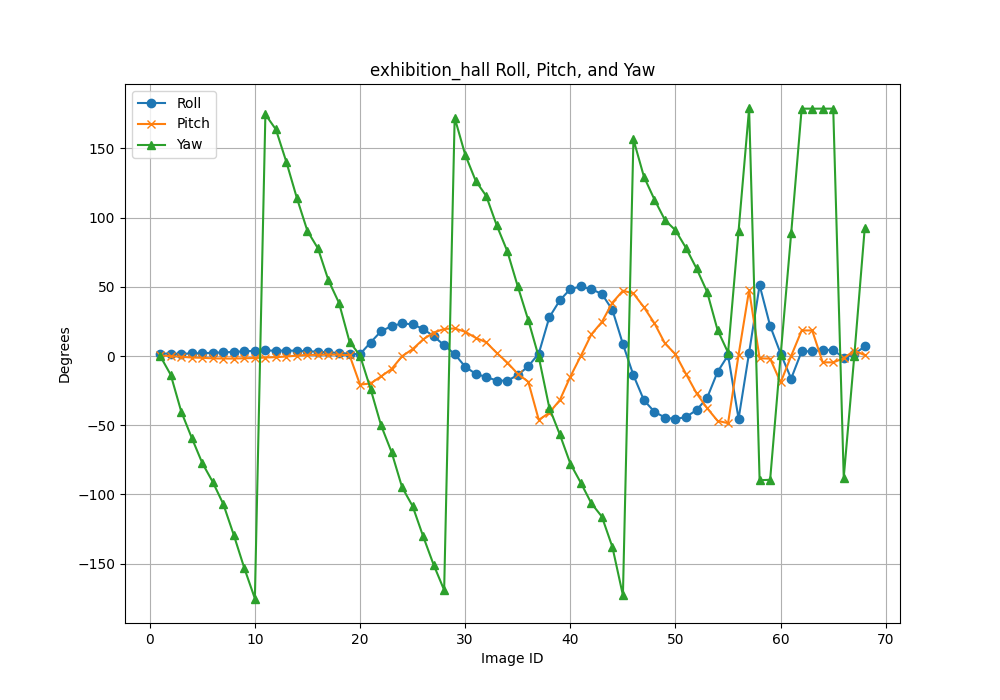 exhibition_hall Roll, Pitch, and Yaw
Roll
Pitch
Yaw
150
100
50
0
−50
−100
−150
Degrees
0 10 20 30 40 50 60 70
Image ID